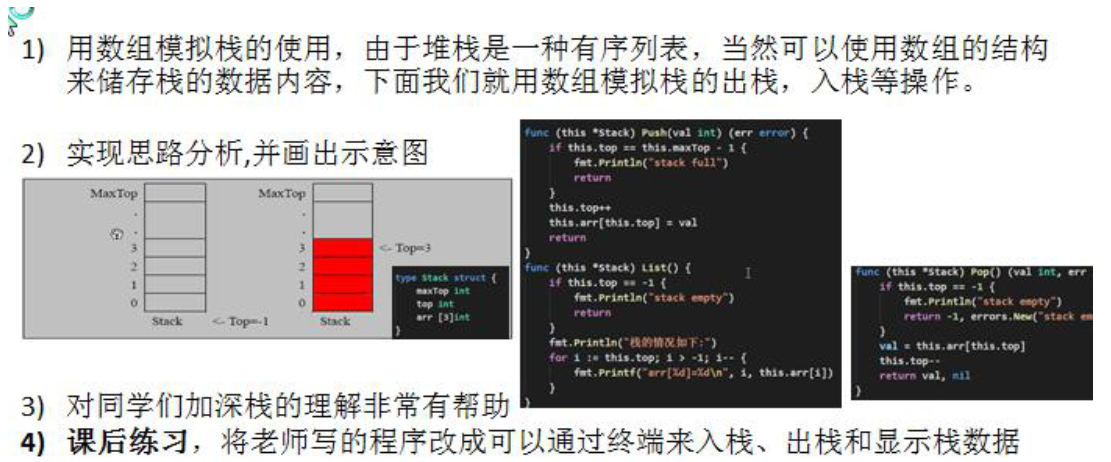 1) 用数组模拟栈的使用，由于堆栈是一种有序列表，当然可以使用数组的结构
来储存栈的数据内容，下面我们就用数组模拟栈的出栈，入栈等操作。
2) 实现思路分析,并画出示意图
MaxTop
3
2
1
0
Stack
<- Top=-1
MaxTop
3
2
1
0
<- Top=3
Stack
type Stack struct {
maxTop int
top int
arr [3]int
}
func (this *Stack) Push(val int) (err error) {
if this.top == this.maxTop - 1 {
fmt.Println("stack full")
return
}
this.top++
this.arr[this.top] = val
return
}
func (this *Stack) List() {
if this.top == -1 {
fmt.Println("stack empty")
return
}
fmt.Println("栈的情况如下:")
for i := this.top; i > -1; i-- {
fmt.Printf("arr[%d]=%d\n", i, this.arr[i])
}
}
func (this *Stack) Pop() (val int, err
if this.top == -1 {
fmt.Println("stack empty")
return -1, errors.New("stack em
}
val = this.arr[this.top]
this.top--
return val, nil
}
3) 对同学们加深栈的理解非常有帮助
4) 课后练习，将老师写的程序改成可以通过终端来入栈、出栈和显示栈数据